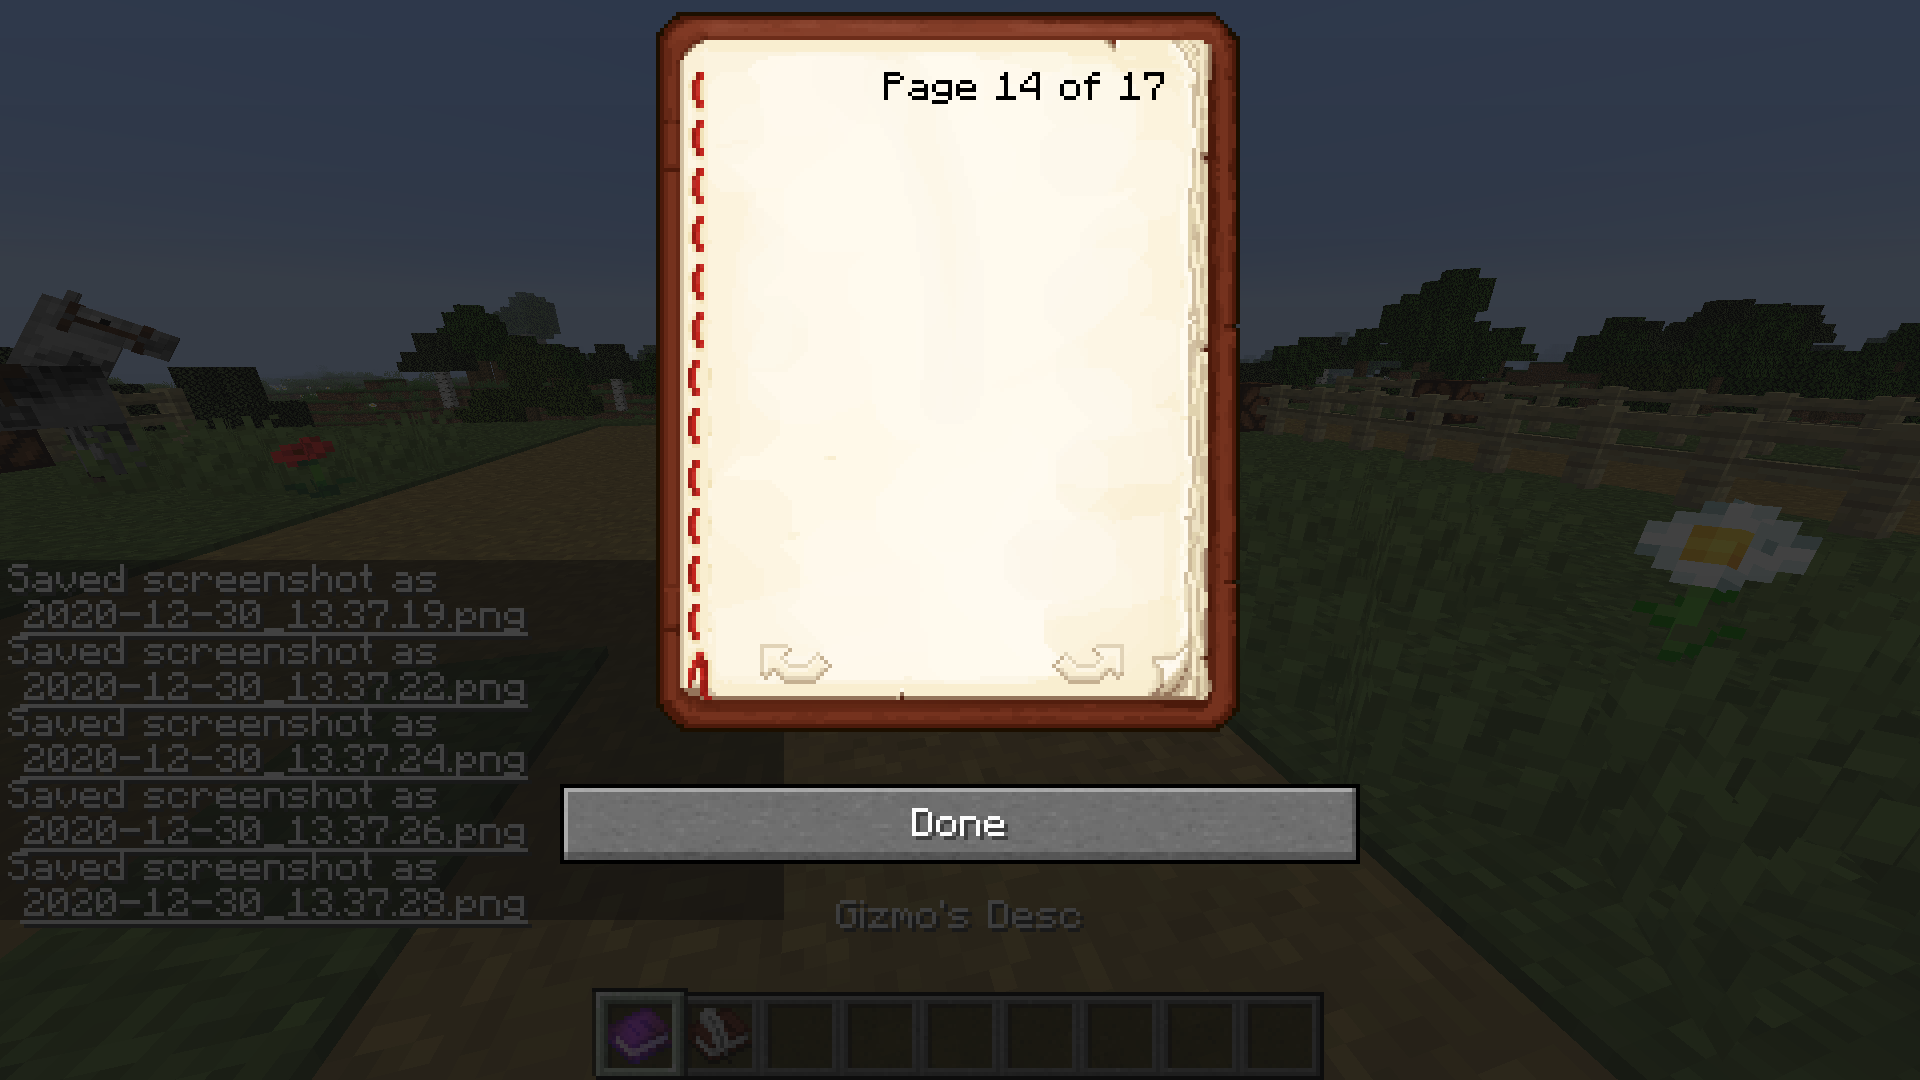 Page 14 of 17
Saved screenshot as
2020-12-30_13.37.19.png
Saved screenshot as
2020-12-30_13.37.22.png
Saved screenshot as
2020-12-30_13.37.24.png
Saved screenshot as
2020-12-30_13.37.26.png
Saved screenshot as
2020-12-30_13.37.28.png
Done
Gizmo's Desc